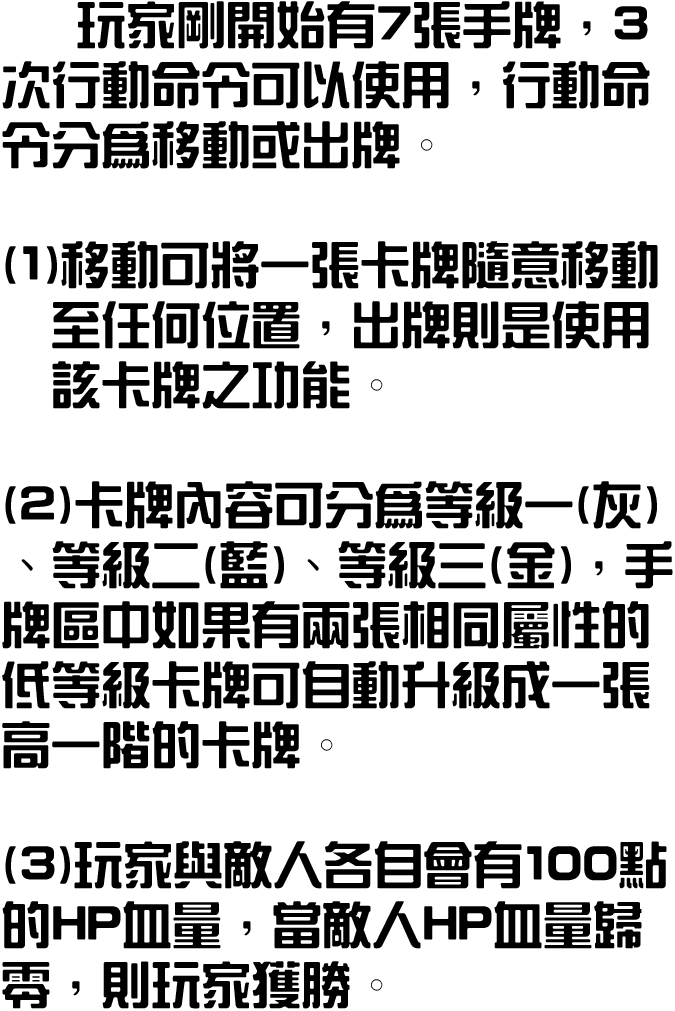 玩家剛開始有7張手牌，3
次行動命令可以使用，行動命
令分為移動或出牌。
(1)移動可將一張卡牌隨意移動
至任何位置，出牌則是使用
該卡牌之功能。
(2)卡牌內容可分為等級一(灰)
、等級二(藍)、等級三(金)，手
牌區中如果有兩張相同屬性的
低等級卡牌可自動升級成一張
高一階的卡牌。
(3)玩家與敵人各自會有100點
的HP血量，當敵人HP血量歸
零，則玩家獲勝。